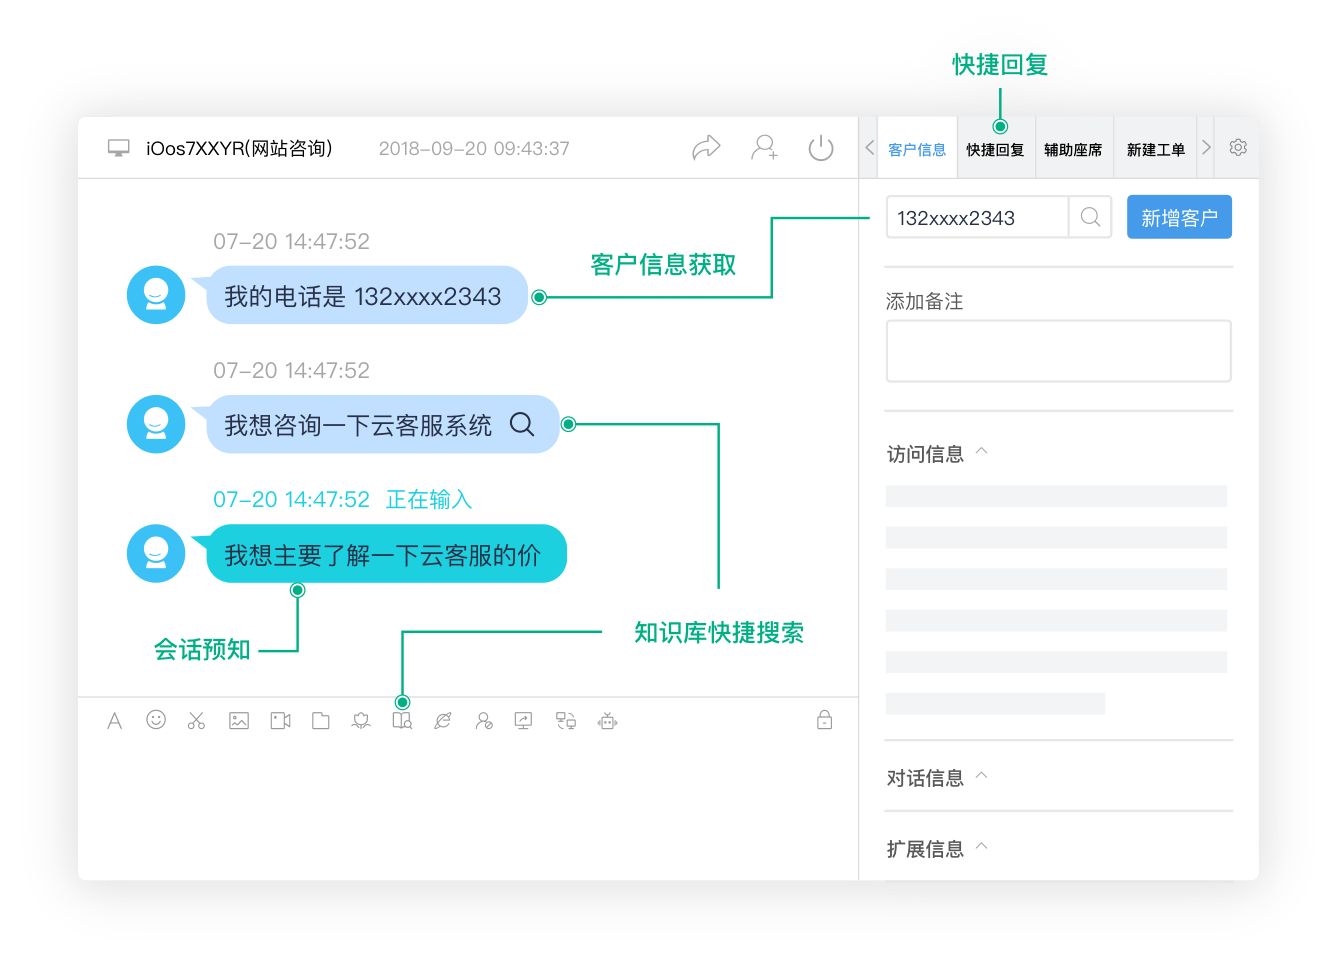 快捷回复
iOos7XXYR(网站咨询)
2018-09-20 09:43:37
客户信息
快捷回复
辅助座席
新建工单
132xxxx2343
新增客户
07-20 14:47:52
客户信息获取
我的电话是 132xxxx2343
添加备注
07-20 14:47:52
我想咨询一下云客服系统
访问信息
07-20 14:47:52 正在输入
我想主要了解一下云客服的价
知识库快捷搜索
会话预知
对话信息
扩展信息